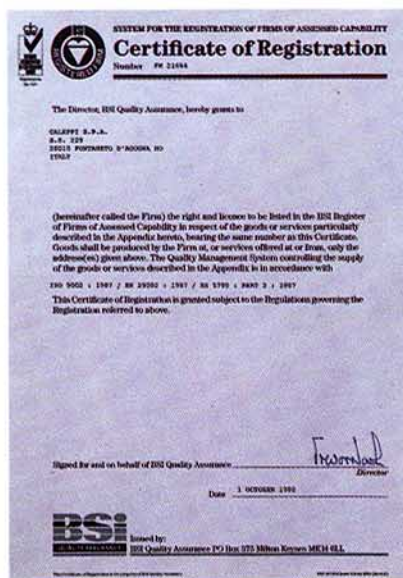 SYSTEM FOR THE REGISTRATION OF FIRMS OF ASSESSED CAPABILITY
Certificate of Registration
Number FM
The Director, BSI Quality Assurance, hereby grants to
CALEFFI S.P.A.
S.S. 229
28010 FONTANETO D'AGOGNA NO
ITALY
(hereinafter called the Firm) the right and licence to be listed in the BSI Register
of Firms of Assessed Capability in respect of the goods or services particularly
described in the Appendix hereto, bearing the same number as this Certificate.
Goods shall be produced by the Firm at, or services offered at or from, only the
address(es) given above. The Quality Management System controlling the supply
of the goods or services described in the Appendix is in accordance with
ISO 9002 : 1987 / EN 29002 : 1987 / BS 5750 : PART 2 : 1987
This Certificate of Registration is granted subject to the Regulations governing the
Registration referred to above.
Signed for and on behalf of BSI Quality Assurance
Director
Date 1 OCTOBER 1992
BSi
QUALITY ASSURANCE
Issued by:
BSI Quality Assurance PO Box 375 Milton Keynes MK14 6LL